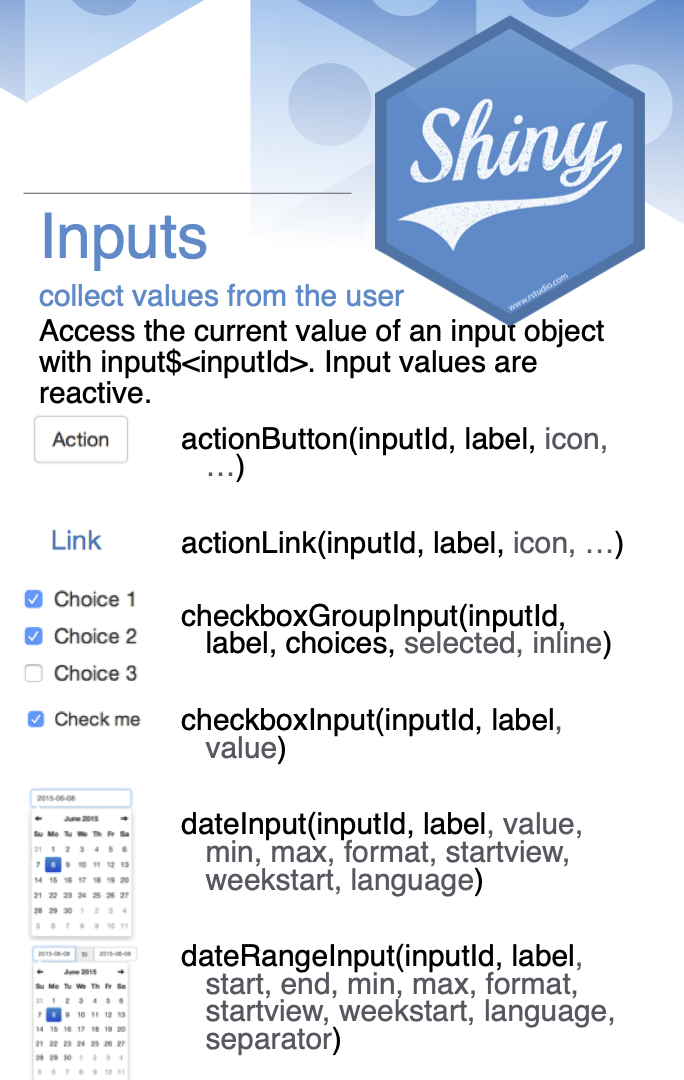 Shiny
www.rstudio.com
Inputs
collect values from the user
Access the current value of an input object
with input$<inputId>. Input values are
reactive.
Action
actionButton(inputId, label, icon,
…)
Link
actionLink(inputId, label, icon, …)
Choice 1
Choice 2
Choice 3
checkboxGroupInput(inputId,
label, choices, selected, inline)
Check me
checkboxInput(inputId, label,
value)
2015-06-08
June 2015
Su Mo Tu We Th Fr Sa
31 1 2 3 4 5 6
7 8 9 10 11 12 13
14 15 16 17 18 19 20
21 22 23 24 25 26 27
28 29 30 1 2 3 4
5 6 7 8 9 10 11
dateInput(inputId, label, value,
min, max, format, startview,
weekstart, language)
2015-06-08 to 2015-06-08
June 2015
Su Mo Tu We Th Fr Sa
31 1 2 3 4 5 6
7 8 9 10 11 12 13
14 15 16 17 18 19 20
21 22 23 24 25 26 27
28 29 30 1 2 3 4
5 6 7 8 9 10 11
dateRangeInput(inputId, label,
start, end, min, max, format,
startview, weekstart, language,
separator)